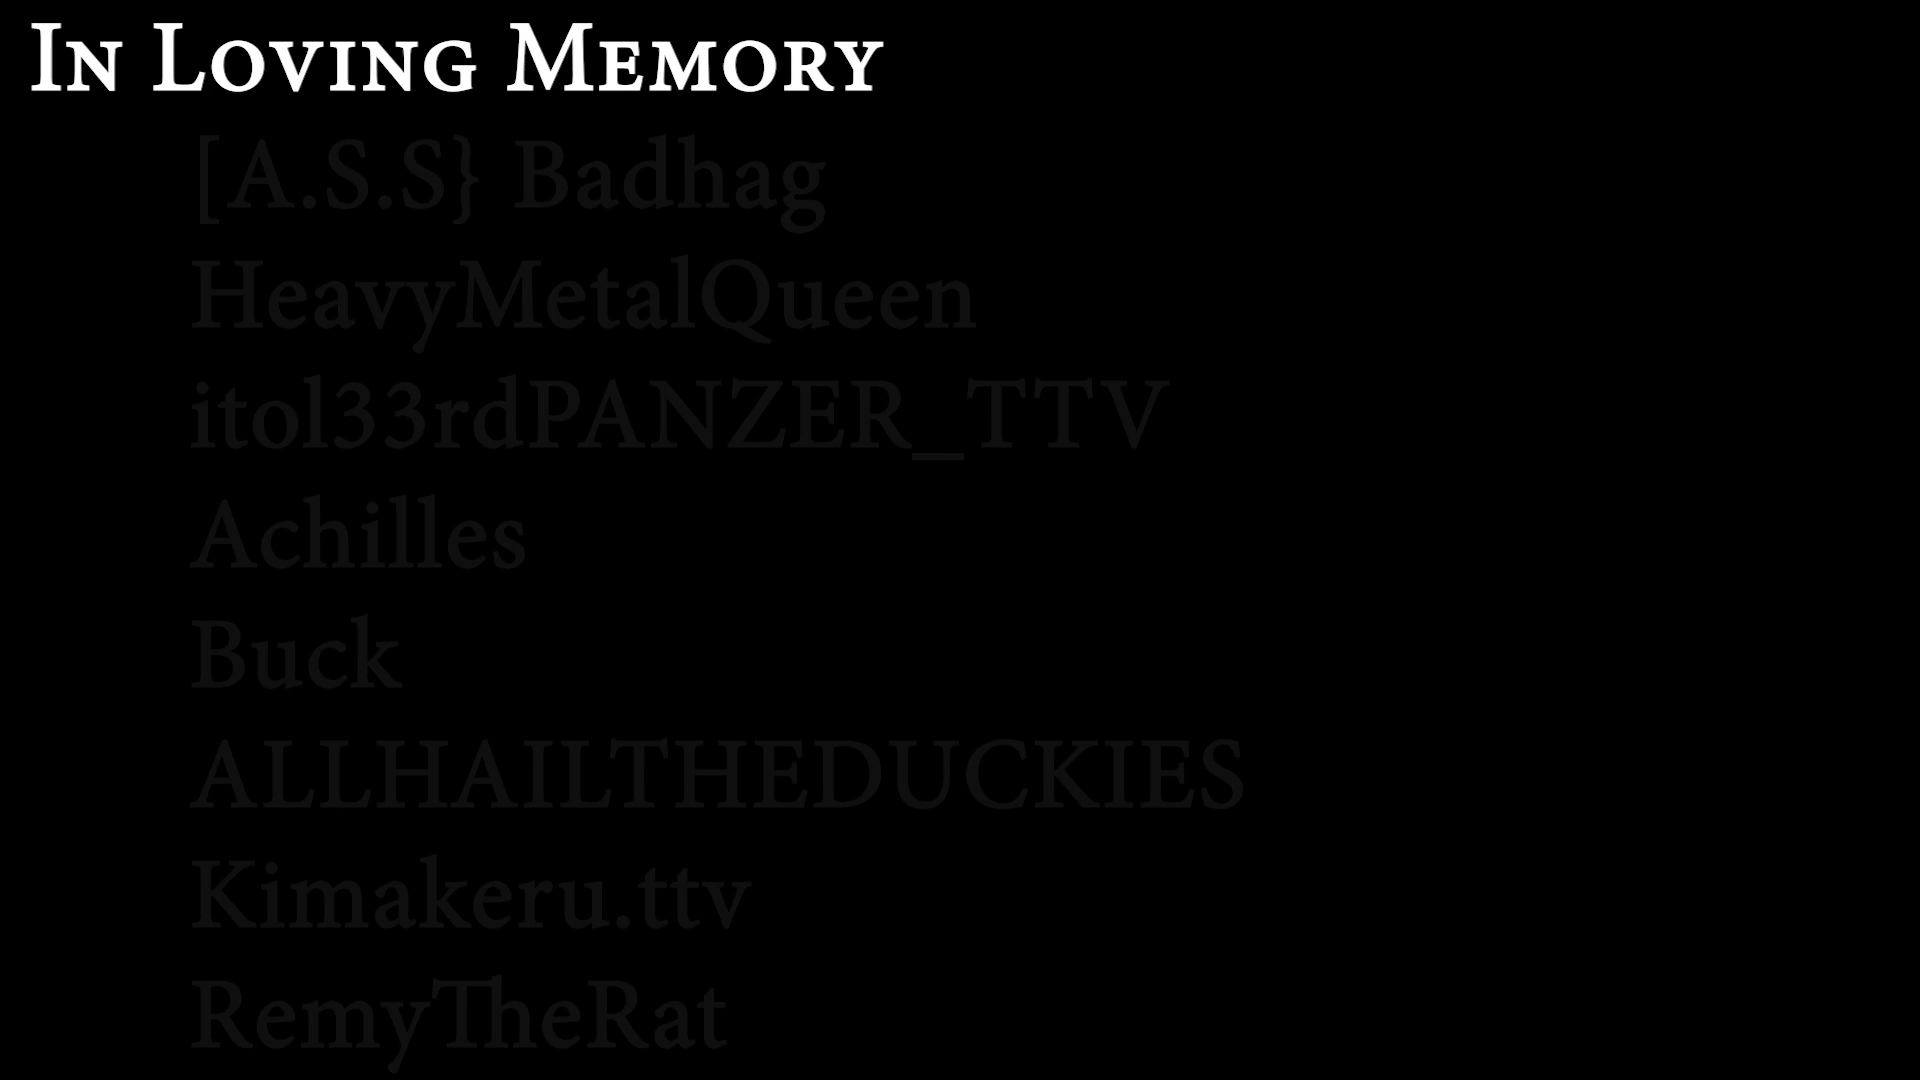 In Loving Memory
[A.S.S} Badhag
HeavyMetalQueen
itol33rdPANZER_TTV
Achilles
Buck
ALLHAILTHEDUCKIES
Kimakeru.ttv
RemyTheRat